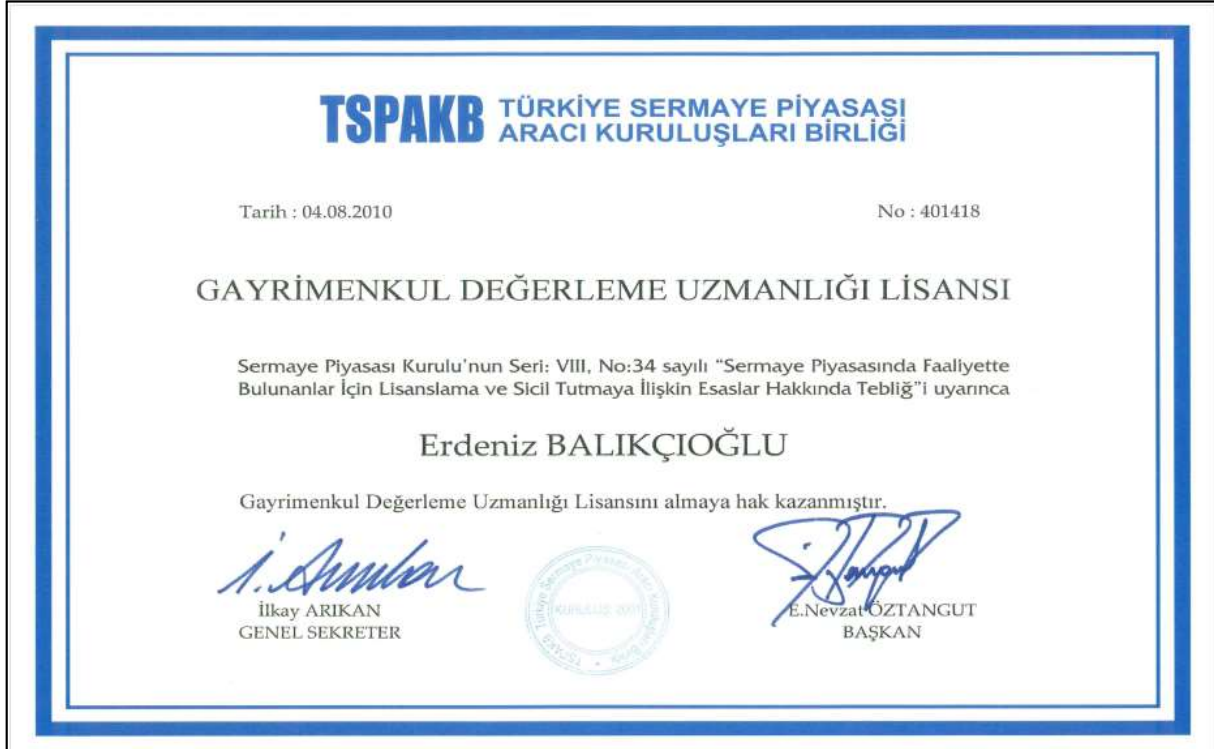 TSPAKB TÜRKİYE SERMAYE PİYASASI
ARACI KURULUŞLARI BİRLİĞİ
Tarih : 04.08.2010
No : 401418
GAYRİMENKUL DEĞERLEME UZMANLIĞI LİSANSI
Sermaye Piyasası Kurulu'nun Seri: VIII, No:34 sayılı “Sermaye Piyasasında Faaliyette
Bulunanlar İçin Lisanslama ve Sicil Tutmaya İlişkin Esaslar Hakkında Tebliğ”i uyarınca
Erdeniz BALIKÇIOĞLU
Gayrimenkul Değerleme Uzmanlığı Lisansını almaya hak kazanmıştır.
İlkay ARIKAN
GENEL SEKRETER
E.Nevzat ÖZTANGUT
BAŞKAN